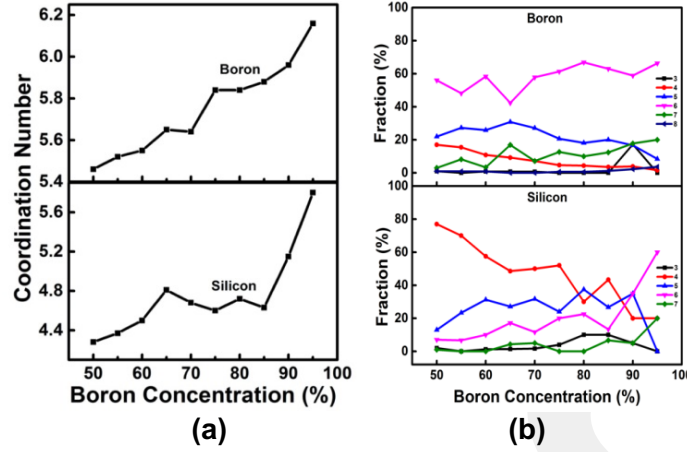 6.2
6.0
5.8
5.6
5.4
Boron
5.6
5.2
4.8
4.4
Silicon
50 60 70 80 90 100
Coordination Number
Boron Concentration (%)
(a)
100
80
60
40
20
0
Boron
3
4
5
6
7
8
Fraction (%)
100
80
60
40
20
0
Silicon
3
4
5
6
7
Fraction (%)
50 60 70 80 90 100
Boron Concentration (%)
(b)